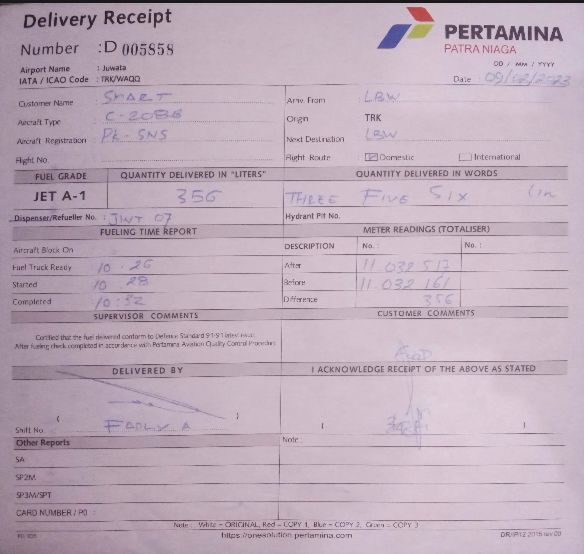 Delivery Receipt
Number : D 005858
PERTAMINA
PATRA NIAGA
Airport Name : Juwata
IATA / ICAO Code : TRK/WAQQ
DD / MM / YYYY
Date : 09/02/2023
Customer Name SMART
Arriv. From LBW
Aircraft Type C-208B
Origin TRK
Aircraft Registration PK-SNS
Next Destination LBW
Flight No.
Flight Route : Domestic International
FUEL GRADE QUANTITY DELIVERED IN "LITERS" QUANTITY DELIVERED IN WORDS
JET A-1 356 THREE FIVE SIX
Dispenser/Refueller No. : JINT 07 Hydrant Pit No.
FUELING TIME REPORT METER READINGS (TOTALISER)
Aircraft Block On : DESCRIPTION No. : No. :
Fuel Truck Ready 10 . 26 After 11.032 517
Started 10 . 28 Before 11.032 161
Completed 10 : 32 Difference 356
SUPERVISOR COMMENTS CUSTOMER COMMENTS
Certified that the fuel delivered conform to Defence Standard 91-91 latest issue
After fueling check completed in accordance with Pertamina Aviation Quality Control Procedure
DELIVERED BY I ACKNOWLEDGE RECEIPT OF THE ABOVE AS STATED
( ) ( )
Shift No. FADLY A
Other Reports Note :
SA
SP2M
SP3M/SPT
CARD NUMBER / PO :
Note : White = ORIGINAL, Red = COPY 1, Blue = COPY 2, Green = COPY 3
https://onesolution.pertamina.com
DR/IP/12 2015 rev 00